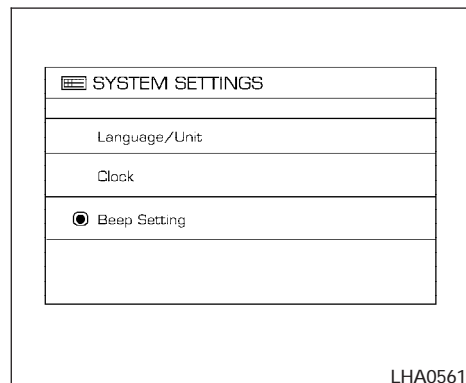 SYSTEM SETTINGS
Language/Unit
Clock
Beep Setting
LHA0561